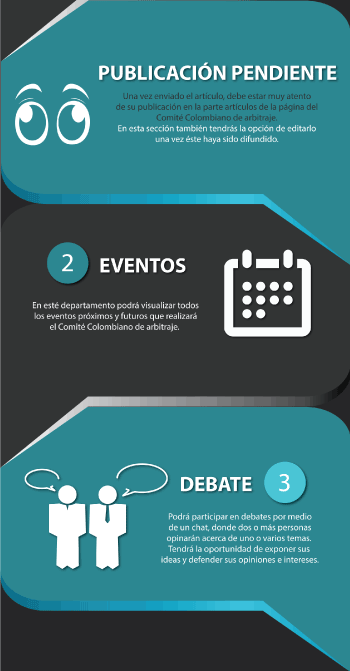 PUBLICACIÓN PENDIENTE
Una vez enviado el artículo, debe estar muy atento
de su publicación en la parte artículos de la página del
Comité Colombiano de arbitraje.
En esta sección también tendrás la opción de editarlo
una vez éste haya sido difundido.
2
EVENTOS
En esté departamento podrá visualizar todos
los eventos próximos y futuros que realizará
el Comité Colombiano de arbitraje.
DEBATE
3
Podrá participar en debates por medio
de un chat, donde dos o más personas
opinarán acerca de uno o varios temas.
Tendrá la oportunidad de exponer sus
ideas y defender sus opiniones e intereses.